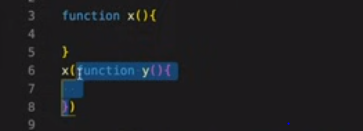 3 function x(){
4
5 }
6 x(function y(){
7
8 })
9